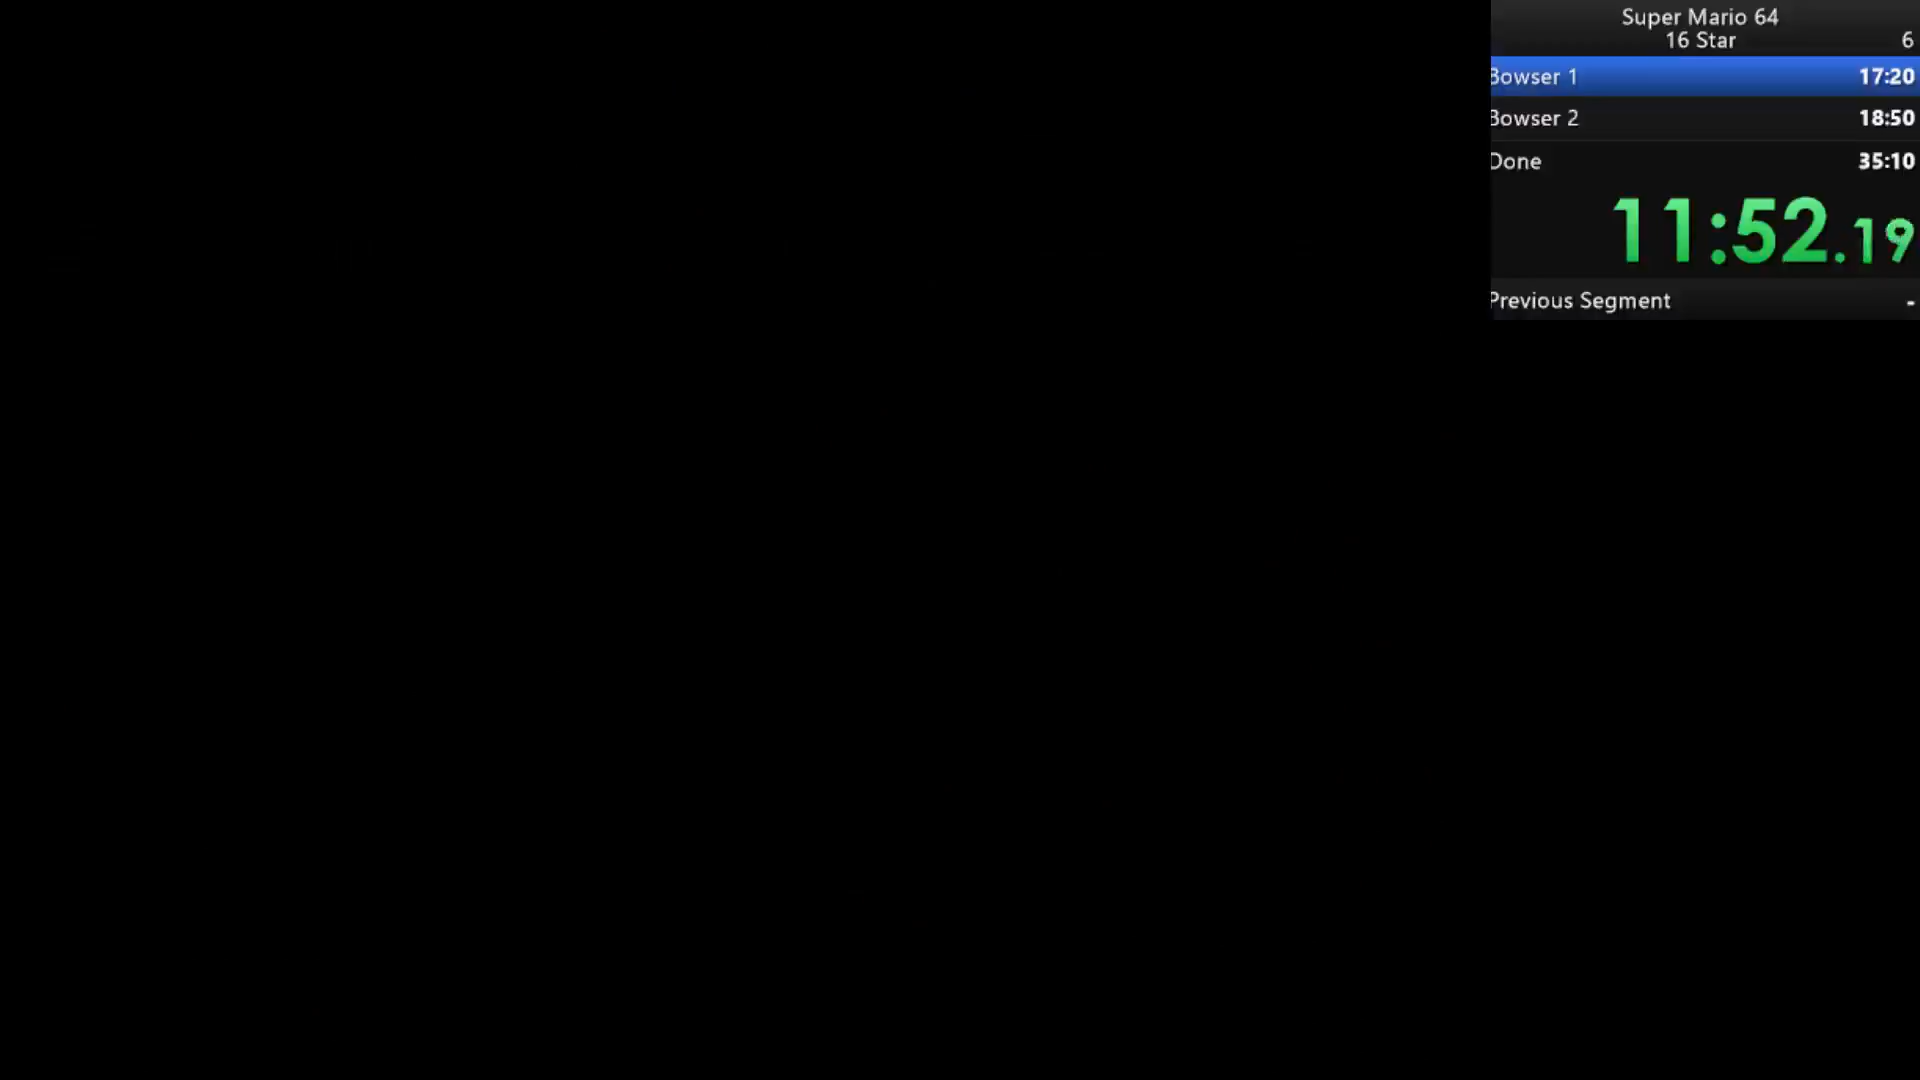 Super Mario 64
16 Star 6
Bowser 1 17:20
Bowser 2 18:50
Done 35:10
11:52.19
Previous Segment -